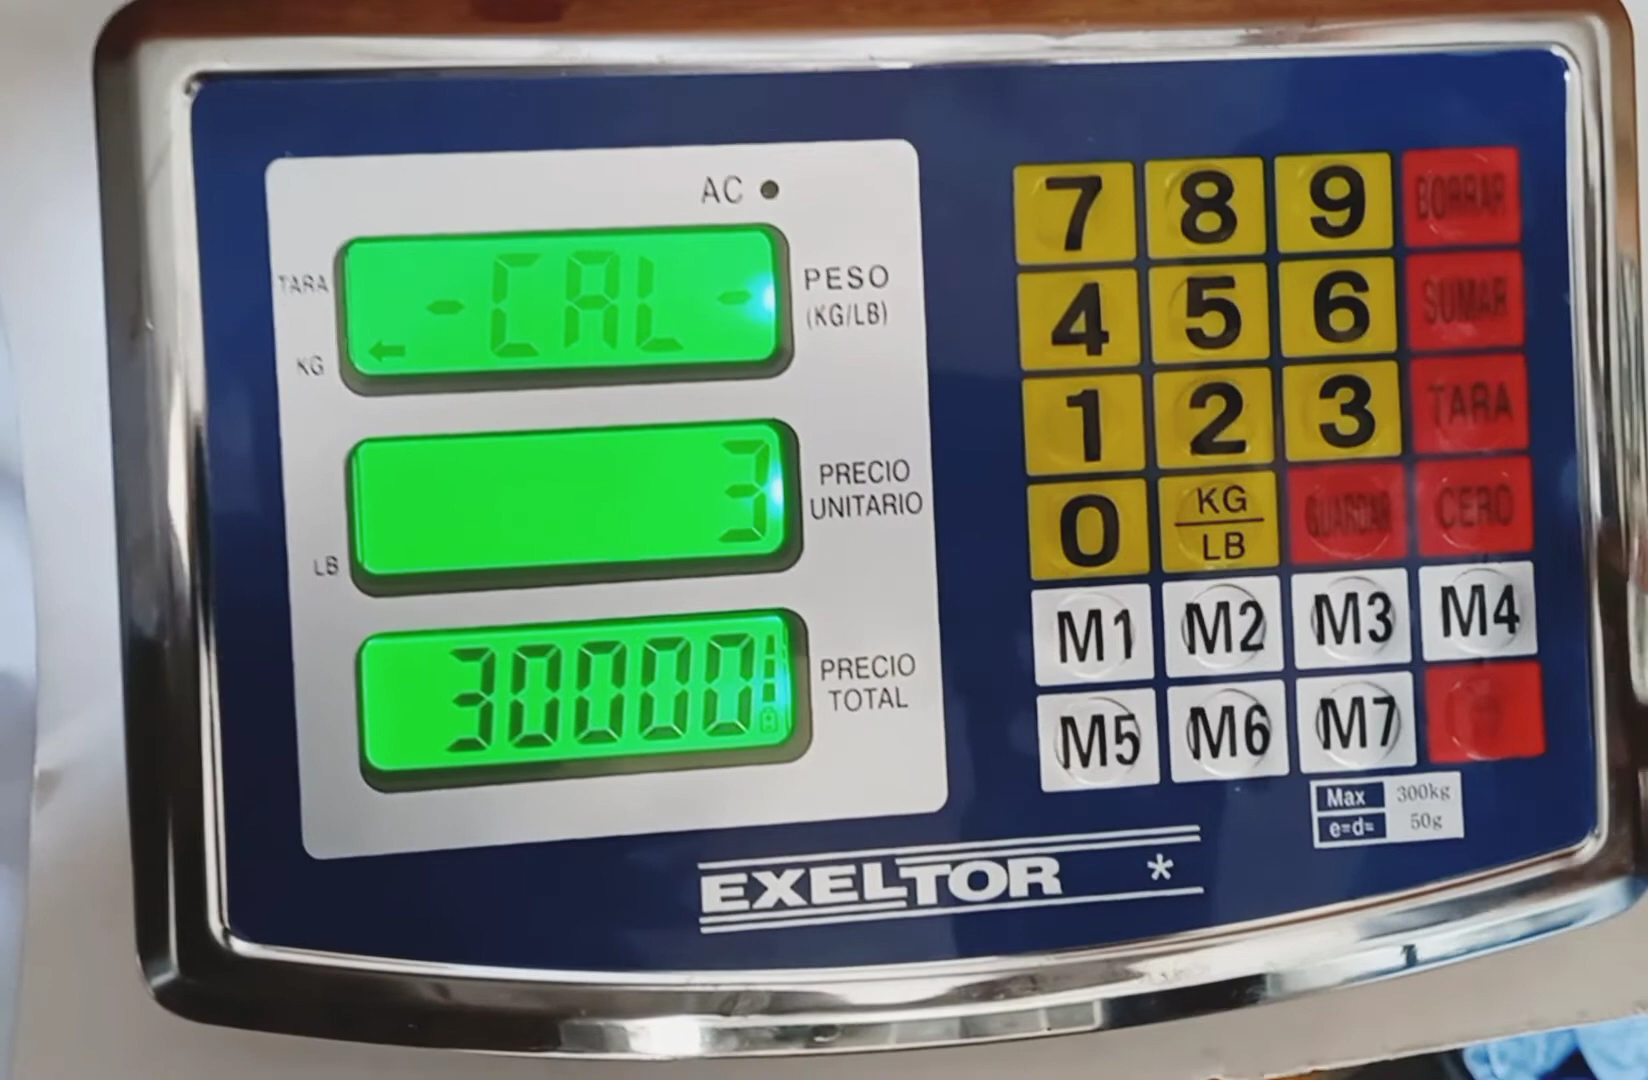 AC
TARA
-CAL-
PESO
(KG/LB)
KG
3
PRECIO
UNITARIO
LB
30000
PRECIO
TOTAL
7 8 9 BORRAR
4 5 6 SUMAR
1 2 3 TARA
0 KG/LB GUARDAR CERO
M1 M2 M3 M4
M5 M6 M7
Max 300kg
e=d= 50g
EXELTOR *